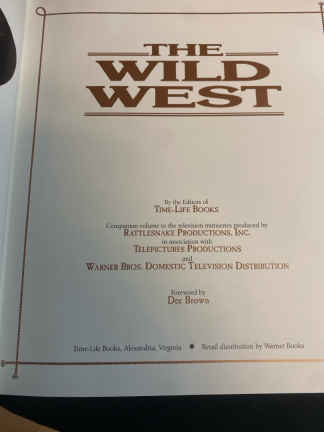 THE
WILD
WEST
By the Editors of
TIME-LIFE BOOKS
Companion volume to the television miniseries produced by
RATTLESNAKE PRODUCTIONS, INC.
in association with
TELEPICTURES PRODUCTIONS
and
WARNER BROS. DOMESTIC TELEVISION DISTRIBUTION
Foreword by
Dee Brown
Time-Life Books, Alexandria, Virginia • Retail distribution by Warner Books